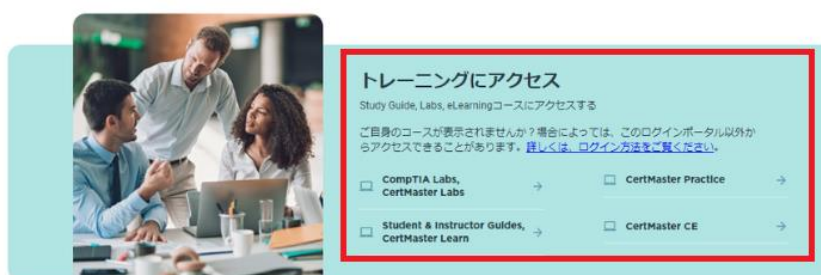 トレーニングにアクセス
Study Guide, Labs, eLearningコースにアクセスする
ご自身のコースが表示されませんか？場合によっては、このログインポータル以外か
らアクセスできることがあります。詳しくは、ログイン方法をご覧ください。
CompTIA Labs,
CertMaster Labs
CertMaster Practice
Student & Instructor Guides,
CertMaster Learn
CertMaster CE